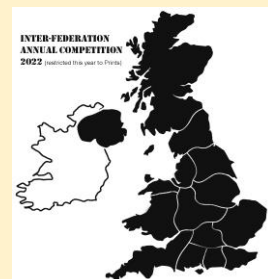 INTER-FEDERATION
ANNUAL COMPETITION
2022 (restricted this year to Prints)